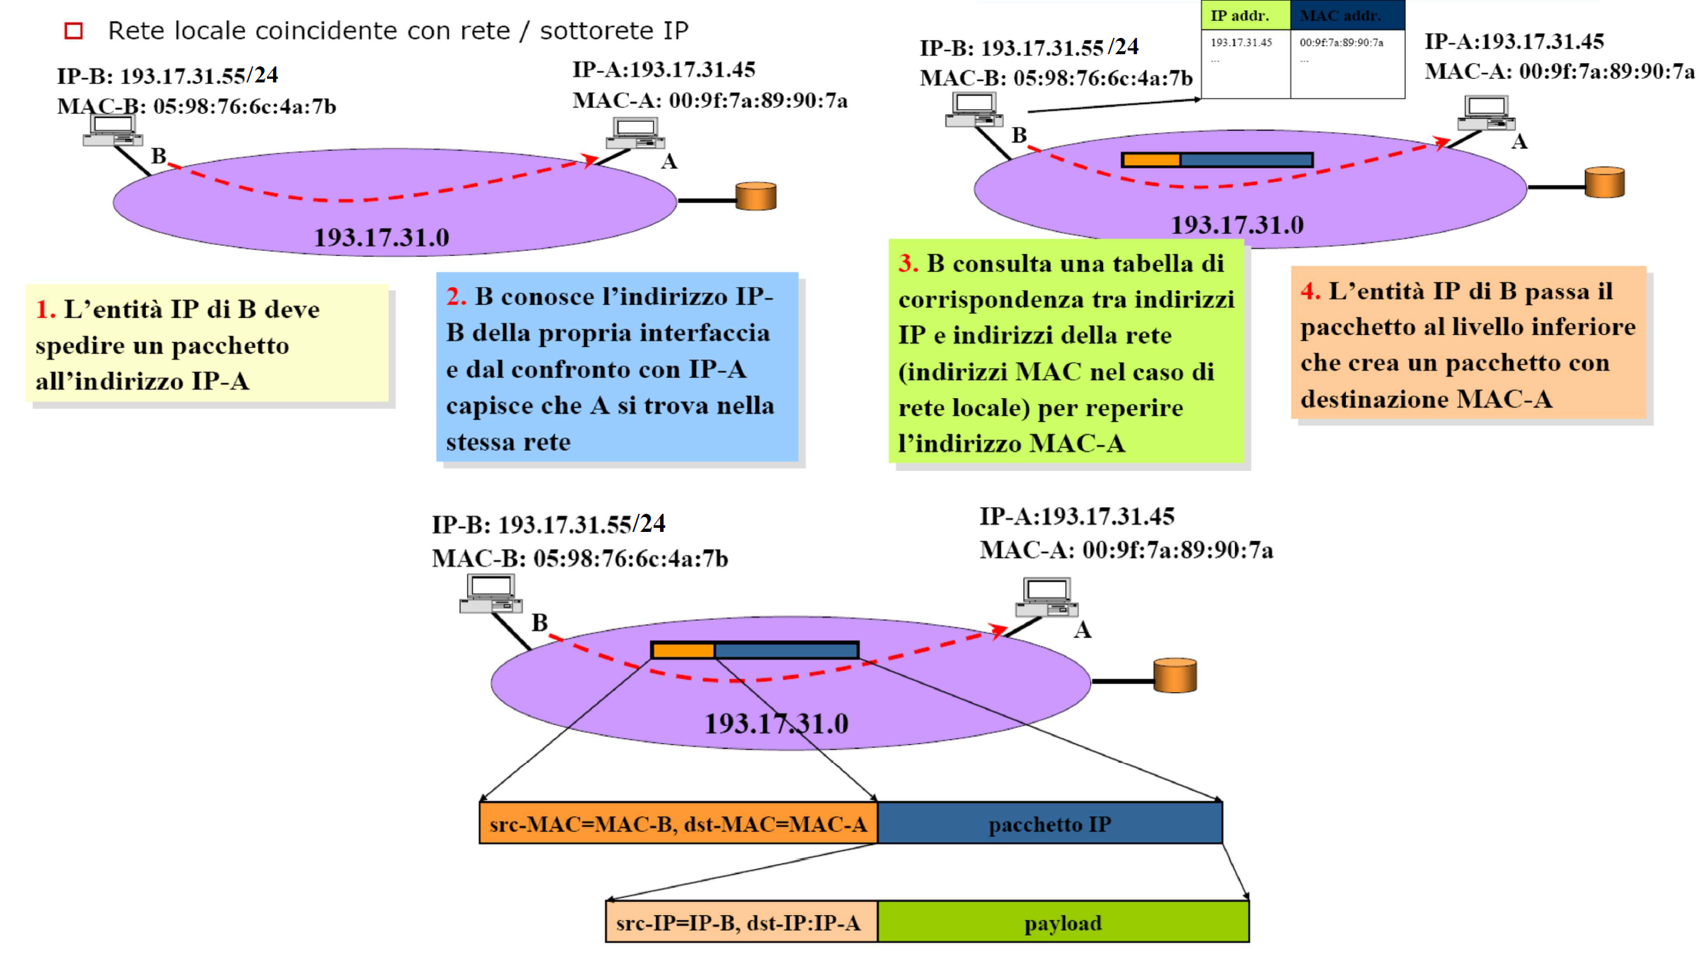 Rete locale coincidente con rete / sottorete IP
IP-B: 193.17.31.55/24
MAC-B: 05:98:76:6c:4a:7b
IP-A:193.17.31.45
MAC-A: 00:9f:7a:89:90:7a
B
A
193.17.31.0
1. L'entità IP di B deve
spedire un pacchetto
all'indirizzo IP-A
2. B conosce l'indirizzo IP-
B della propria interfaccia
e dal confronto con IP-A
capisce che A si trova nella
stessa rete
IP-B: 193.17.31.55/24
MAC-B: 05:98:76:6c:4a:7b
IP addr. MAC addr.
193.17.31.45 00:9f:7a:89:90:7a
... ...
IP-A:193.17.31.45
MAC-A: 00:9f:7a:89:90:7a
B
A
193.17.31.0
3. B consulta una tabella di
corrispondenza tra indirizzi
IP e indirizzi della rete
(indirizzi MAC nel caso di
rete locale) per reperire
l'indirizzo MAC-A
4. L'entità IP di B passa il
pacchetto al livello inferiore
che crea un pacchetto con
destinazione MAC-A
IP-B: 193.17.31.55/24
MAC-B: 05:98:76:6c:4a:7b
IP-A:193.17.31.45
MAC-A: 00:9f:7a:89:90:7a
B
A
193.17.31.0
src-MAC=MAC-B, dst-MAC=MAC-A
pacchetto IP
src-IP=IP-B, dst-IP:IP-A
payload